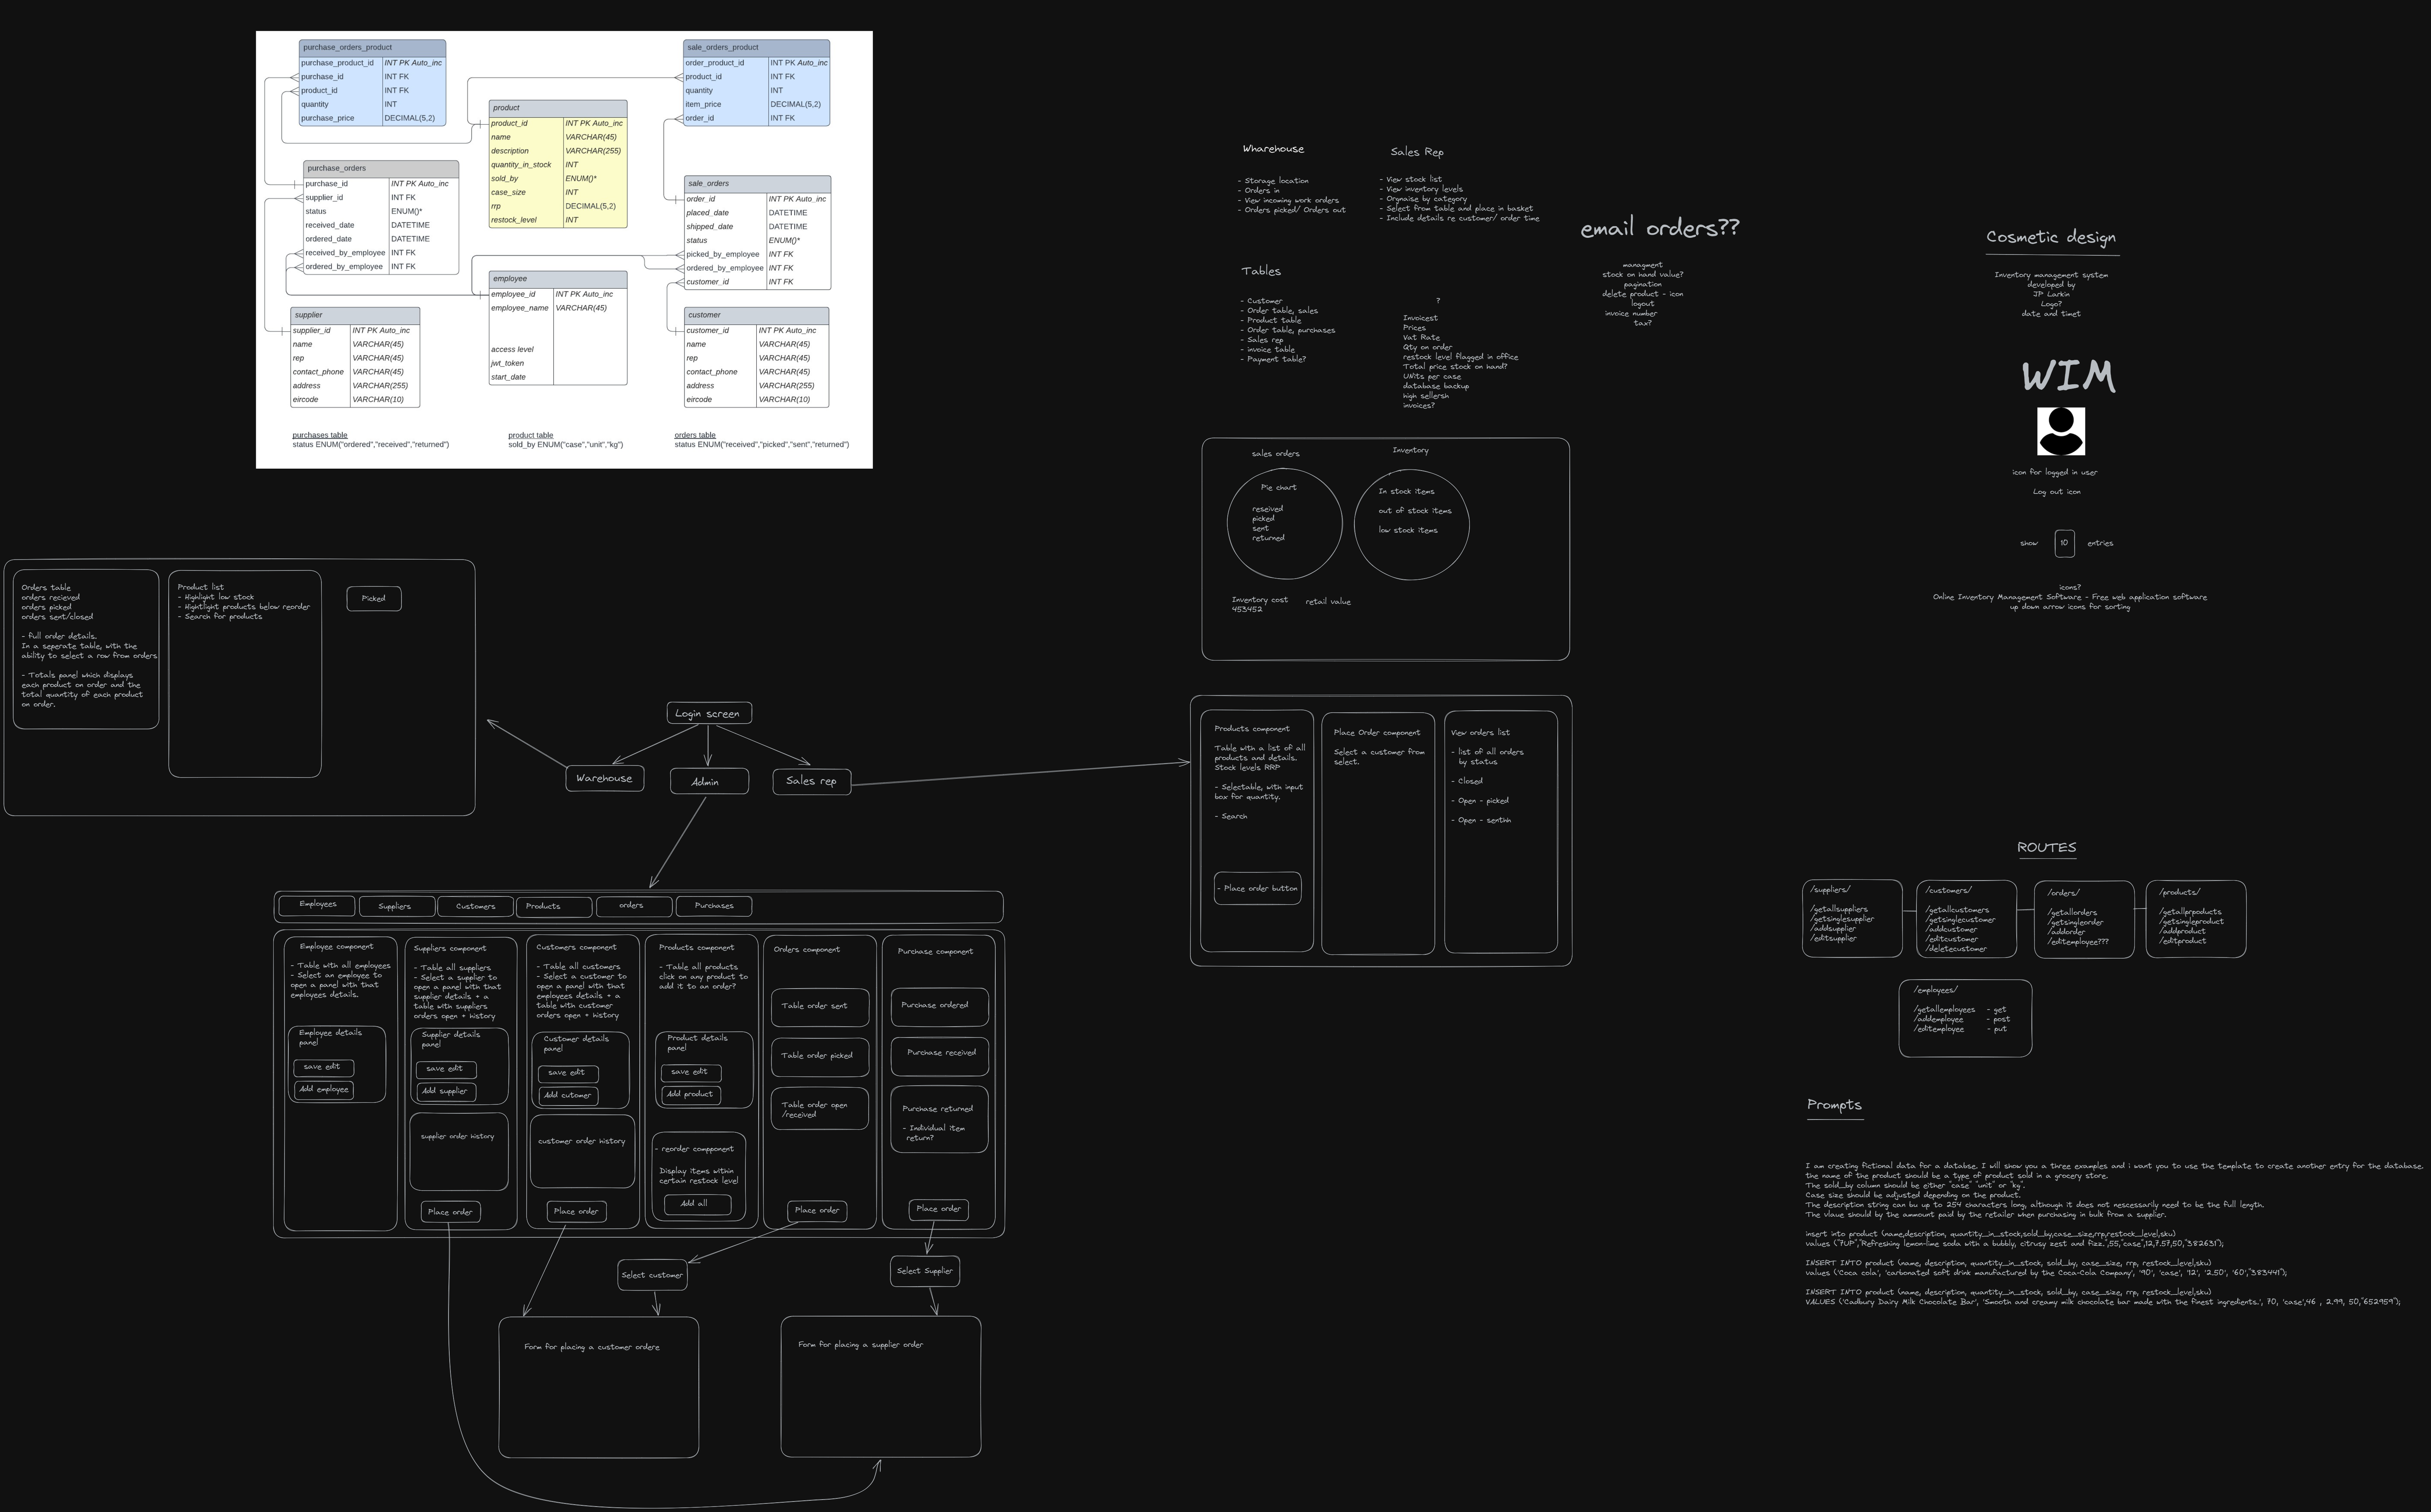 purchase_orders_product
purchase_product_id INT PK Auto_inc
purchase_id INT FK
product_id INT FK
quantity INT
purchase_price DECIMAL(5,2)
product
product_id INT PK Auto_inc
name VARCHAR(45)
description VARCHAR(255)
quantity_in_stock INT
sold_by ENUM()*
case_size INT
rrp DECIMAL(5,2)
restock_level INT
sale_orders_product
order_product_id INT PK Auto_inc
product_id INT FK
quantity INT
item_price DECIMAL(5,2)
order_id INT FK
purchase_orders
purchase_id INT PK Auto_inc
supplier_id INT FK
status ENUM()*
received_date DATETIME
ordered_date DATETIME
received_by_employee INT FK
ordered_by_employee INT FK
sale_orders
order_id INT PK Auto_inc
placed_date DATETIME
shipped_date DATETIME
status ENUM()*
picked_by_employee INT FK
ordered_by_employee INT FK
customer_id INT FK
employee
employee_id INT PK Auto_inc
employee_name VARCHAR(45)
access level
jwt_token
start_date
supplier
supplier_id INT PK Auto_inc
name VARCHAR(45)
rep VARCHAR(45)
contact_phone VARCHAR(45)
address VARCHAR(255)
eircode VARCHAR(10)
customer
customer_id INT PK Auto_inc
name VARCHAR(45)
rep VARCHAR(45)
contact_phone VARCHAR(45)
address VARCHAR(255)
eircode VARCHAR(10)
purchases table
status ENUM("ordered","received","returned")
product table
sold_by ENUM("case","unit","kg")
orders table
status ENUM("received","picked","sent","returned")
Wharehouse
- Storage location
- Orders in
- View incoming work orders
- Orders picked/ Orders out
Sales Rep
- View stock list
- View inventory levels
- Orgnaise by category
- Select from table and place in basket
- Include details re customer/ order time
email orders??
managment
stock on hand value?
pagination
delete product - icon
logout
invoice number
tax?
Tables
- Customer
- Order table, sales
- Product table
- Order table, purchases
- Sales rep
- invoice table
- Payment table?
?
Invoicest
Prices
Vat Rate
Qty on order
restock level flagged in office
Total price stock on hand?
UNits per case
database backup
high sellersh
invoices?
Cosmetic design
Inventory management system
developed by
JP Larkin
Logo?
date and timet
WIM
icon for logged in user
Log out icon
show 10 entries
icons?
Online Inventory Management Software - Free web application software
up down arrow icons for sorting
sales orders
Pie chart
reseived
picked
sent
returned
Inventory
In stock items
out of stock items
low stock items
Inventory cost
453452
retail value
Orders table
orders recieved
orders picked
orders sent/closed
- full order details.
In a seperate table, with the
ability to select a row from orders
- Totals panel which displays
each product on order and the
total quantity of each product
on order.
Product list
- Highlight low stock
- Hightlight products below reorder
- Search for products
Picked
Login screen
Warehouse
Admin
Sales rep
Products component
Table with a list of all
products and details.
Stock levels RRP
- Selectable, with input
box for quantity.
- Search
- Place order button
Place Order component
Select a customer from
select.
View orders list
- list of all orders
by status
- Closed
- Open - picked
- Open - senthh
Employees
Suppliers
Customers
Products
orders
Purchases
Employee component
- Table with all employees
- Select an employee to
open a panel with that
employees details.
Employee details
panel
save edit
Add employee
Suppliers component
- Table all suppliers
- Select a supplier to
open a panel with that
supplier details + a
table with suppliers
orders open + history
Supplier details
panel
save edit
Add supplier
supplier order history
Place order
Customers component
- Table all customers
- Select a customer to
open a panel with that
employees details + a
table with customer
orders open + history
Customer details
panel
save edit
Add cutomer
customer order history
Place order
Products component
- Table all products
click on any product to
add it to an order?
Product details
panel
save edit
Add product
- reorder compponent
Display items within
certain restock level
Add all
Orders component
Table order sent
Table order picked
Table order open
/received
Place order
Purchase component
Purchase ordered
Purchase received
Purchase returned
- Individual item
return?
Place order
Select customer
Select Supplier
Form for placing a customer ordere
Form for placing a supplier order
ROUTES
/suppliers/
/getallsuppliers
/getsinglesupplier
/addsupplier
/editsupplier
/customers/
/getallcustomers
/getsinglecustomer
/addcustomer
/editcustomer
/deletecustomer
/orders/
/getallorders
/getsingleorder
/addorder
/editemployee???
/products/
/getallprpoducts
/getsingleproduct
/addproduct
/editproduct
/employees/
/getallemployees - get
/addemployee - post
/editemployee - put
Prompts
I am creating fictional data for a databse. I will show you a three examples and i want you to use the template to create another entry for the database.
the name of the product should be a type of product sold in a grocery store.
The sold_by column should be either "case" "unit" or "kg".
Case size should be adjusted depending on the product.
The description string can bu up to 254 characters long, although it does not nescessarily need to be the full length.
The vlaue should by the ammount paid by the retailer when purchasing in bulk from a supplier.
insert into product (name,description, quantity_in_stock,sold_by,case_size,rrp,restock_level,sku)
values ("7UP","Refreshing lemon-lime soda with a bubbly, citrusy zest and fizz.",55,"case",12,7.57,50,"382631");
INSERT INTO product (name, description, quantity_in_stock, sold_by, case_size, rrp, restock_level,sku)
values ('Coca cola', 'carbonated soft drink manufactured by the Coca-Cola Company', '90', 'case', '12', '2.50', '60',"383441");
INSERT INTO product (name, description, quantity_in_stock, sold_by, case_size, rrp, restock_level,sku)
VALUES ('Cadbury Dairy Milk Chocolate Bar', 'Smooth and creamy milk chocolate bar made with the finest ingredients.', 70, 'case',46 , 2.99, 50,"652959");